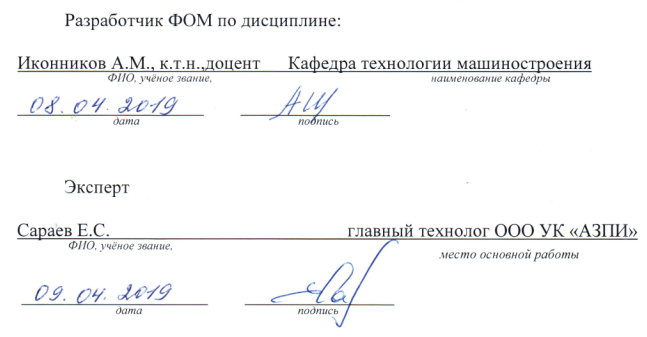 Разработчик ФОМ по дисциплине:
Иконников А.М., к.т.н.,доцент Кафедра технологии машиностроения
ФИО, учёное звание, наименование кафедры
08.04.2019
дата подпись
Эксперт
Сараев Е.С. главный технолог ООО УК «АЗПИ»
ФИО, учёное звание, место основной работы
09.04.2019
дата подпись